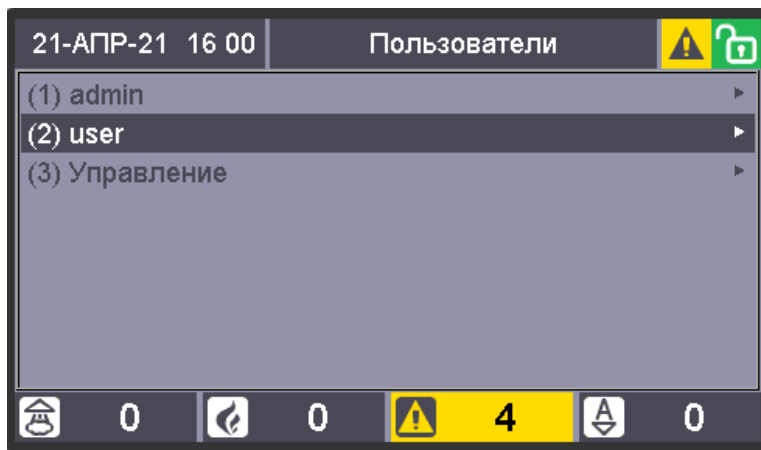 21-АПР-21 16 00 Пользователи
(1) admin
(2) user
(3) Управление
0 0 4 A 0